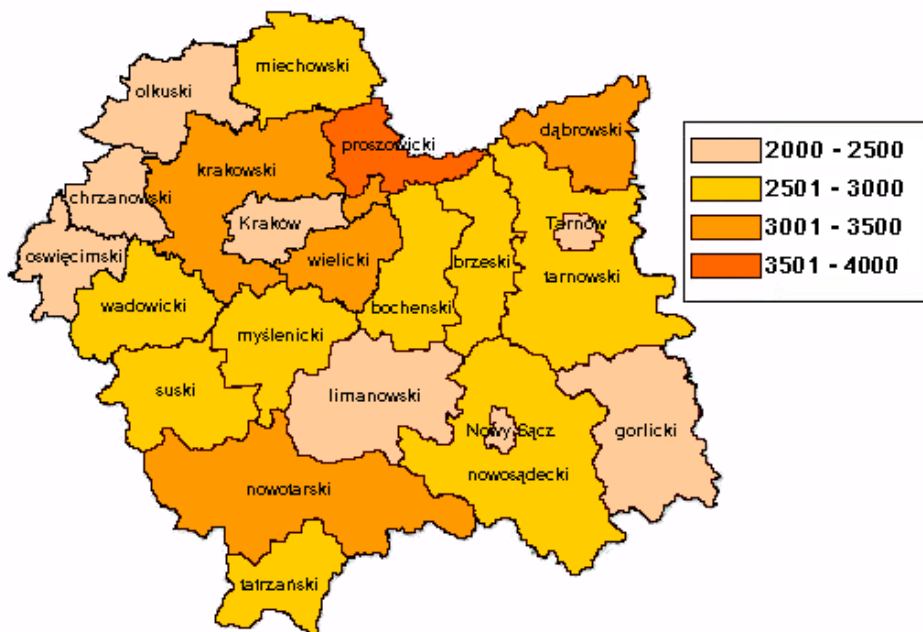 miechowski
olkuski
dąbrowski
proszowicki
krakowski
chrzanowski
Kraków
Tarnów
oświęcimski
wielicki
brzeski
tarnowski
wadowicki
bochenski
myślenicki
suski
limanowski
Nowy Sącz
gorlicki
nowosądecki
nowotarski
tatrzański
2000 - 2500
2501 - 3000
3001 - 3500
3501 - 4000